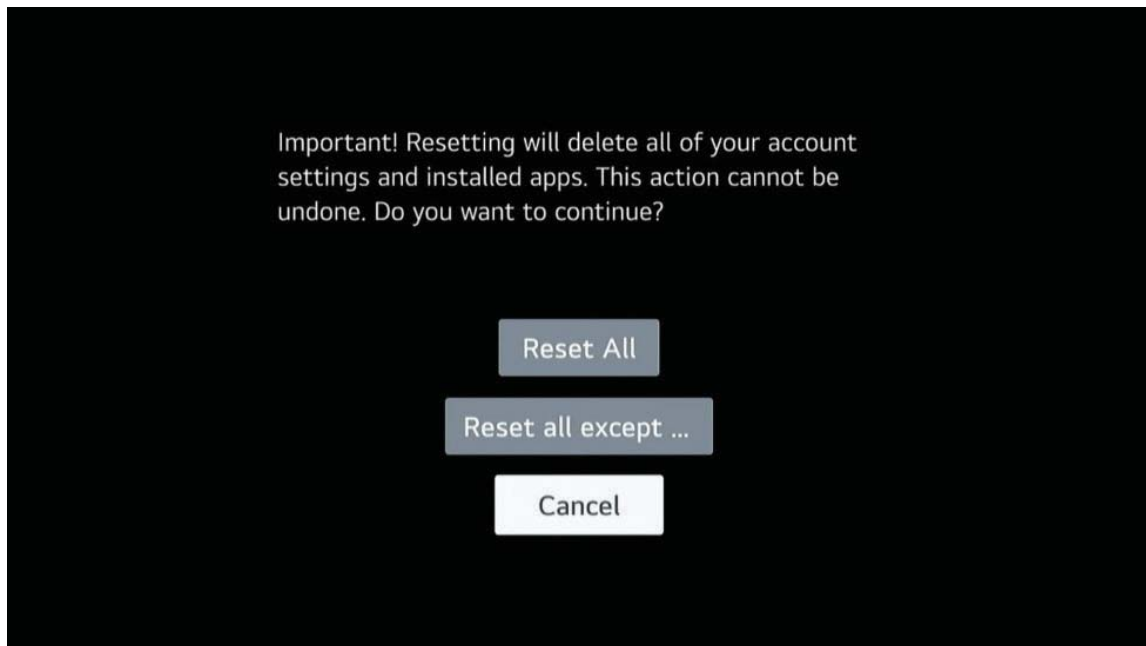 Important! Resetting will delete all of your account
settings and installed apps. This action cannot be
undone. Do you want to continue?
Reset All
Reset all except ...
Cancel